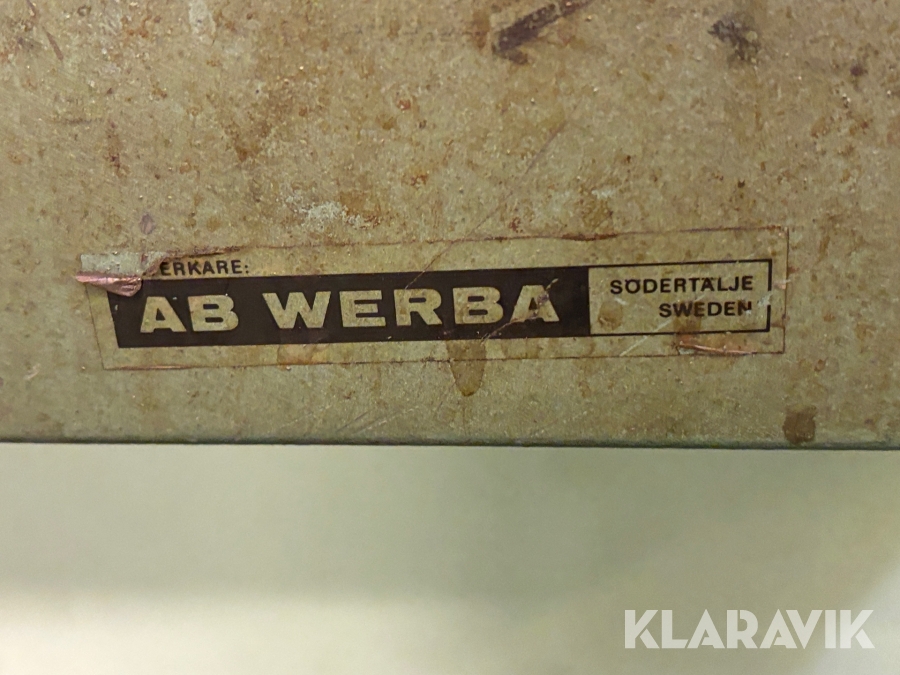 ERKARE:
AB WERBA
SÖDERTÄLJE
SWEDEN
KLARAVIK